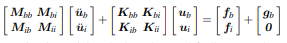 [ M_bb M_bi ] [ ü_b ] + [ K_bb K_bi ] [ u_b ] = [ f_b ] + [ g_b ]
[ M_ib M_ii ] [ ü_i ] [ K_ib K_ii ] [ u_i ] [ f_i ] [ 0 ]